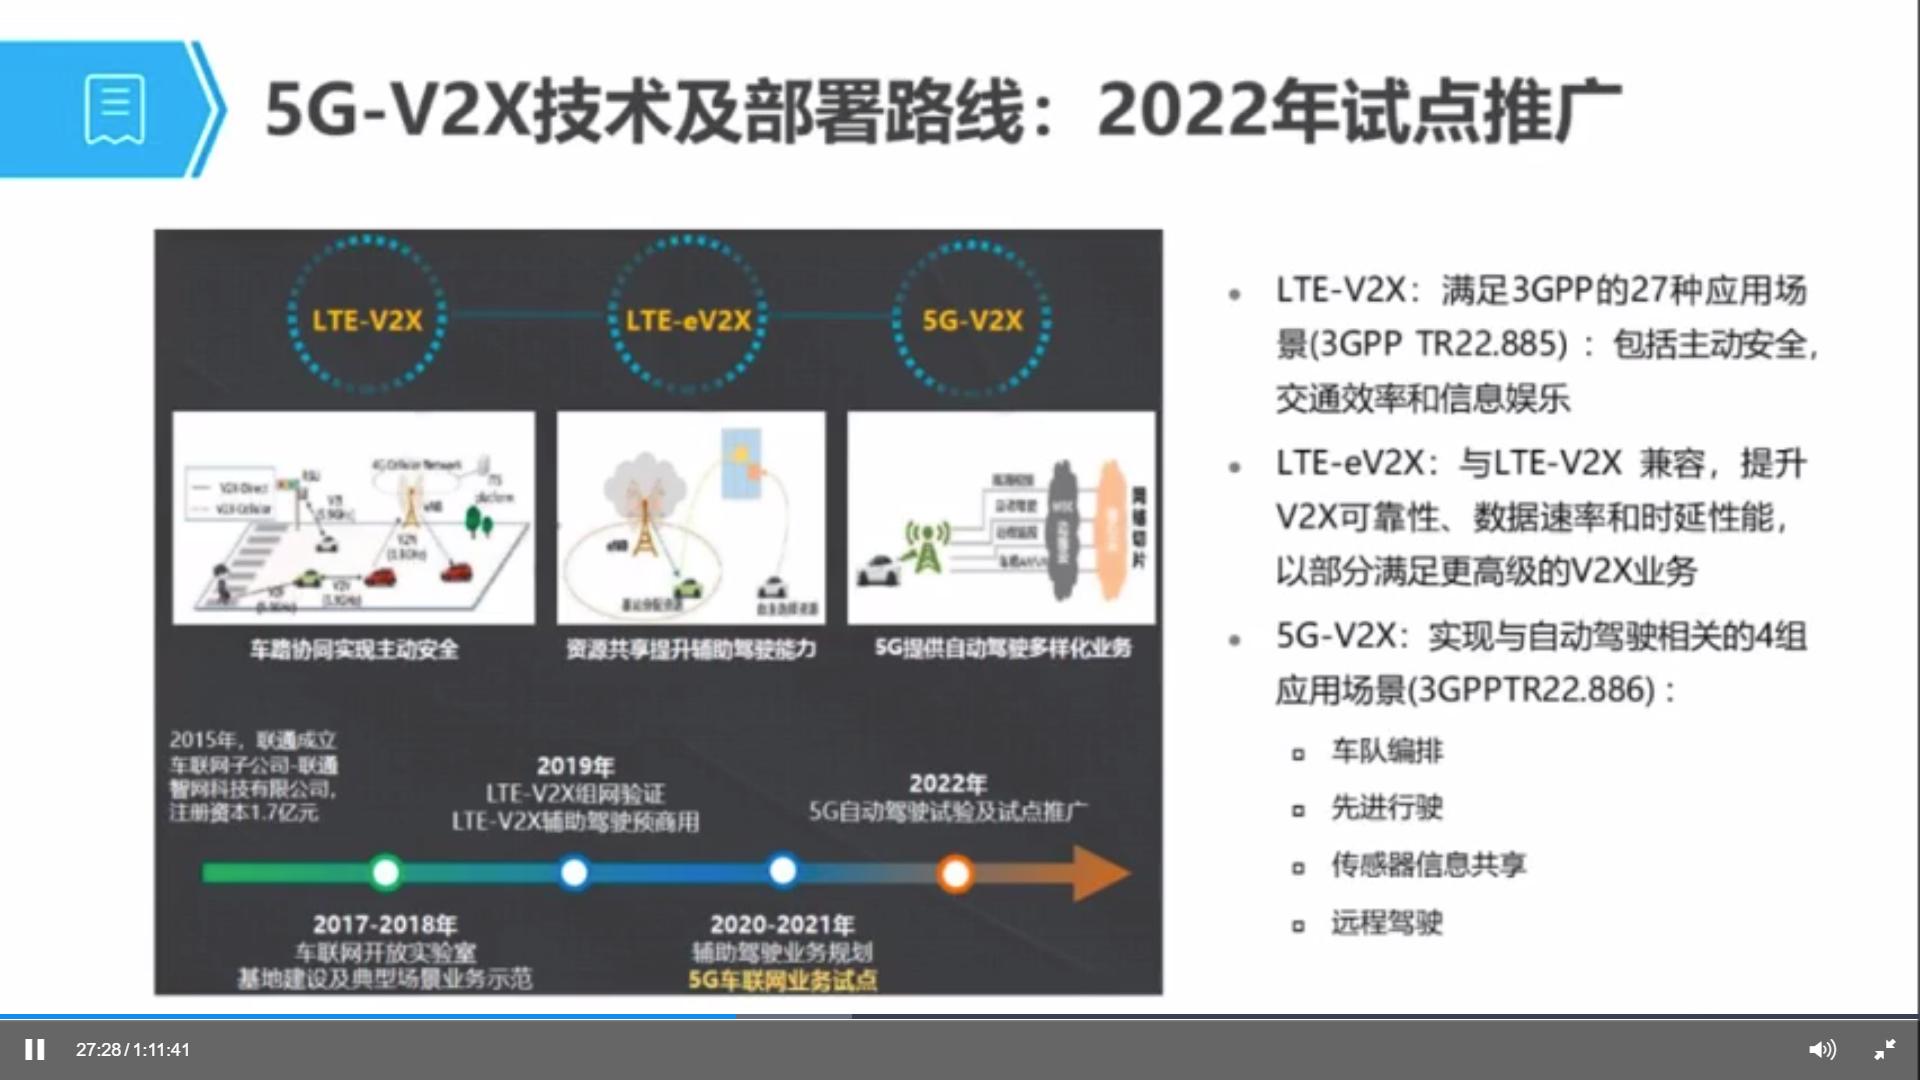 5G-V2X技术及部署路线：2022年试点推广
LTE-V2X
LTE-eV2X
5G-V2X
V2X-Direct
V2X-Cellular
RSU
4G Cellular Network
ITS
platform
eNB
网络切片
车路协同实现主动安全
资源共享提升辅助驾驶能力
5G提供自动驾驶多样化业务
2015年，联通成立
车联网子公司-联通
智网科技有限公司，
注册资本1.7亿元
2019年
LTE-V2X组网验证
LTE-V2X辅助驾驶预商用
2022年
5G自动驾驶试验及试点推广
2017-2018年
车联网开放实验室
基地建设及典型场景业务示范
2020-2021年
辅助驾驶业务规划
5G车联网业务试点
LTE-V2X：满足3GPP的27种应用场
景(3GPP TR22.885) ：包括主动安全，
交通效率和信息娱乐
LTE-eV2X：与LTE-V2X 兼容，提升
V2X可靠性、数据速率和时延性能，
以部分满足更高级的V2X业务
5G-V2X：实现与自动驾驶相关的4组
应用场景(3GPPTR22.886)：
车队编排
先进行驶
传感器信息共享
远程驾驶
27:28/1:11:41